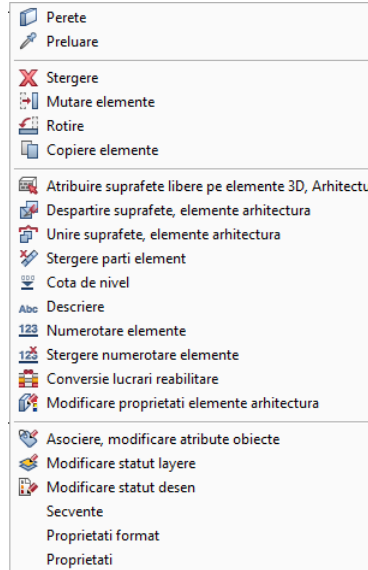 Perete
Preluare
Stergere
Mutare elemente
Rotire
Copiere elemente
Atribuire suprafete libere pe elemente 3D, Arhitectu
Despartire suprafete, elemente arhitectura
Unire suprafete, elemente arhitectura
Stergere parti element
Cota de nivel
Abc Descriere
123 Numerotare elemente
123 Stergere numerotare elemente
Conversie lucrari reabilitare
Modificare proprietati elemente arhitectura
Asociere, modificare atribute obiecte
Modificare statut layere
Modificare statut desen
Secvente
Proprietati format
Proprietati